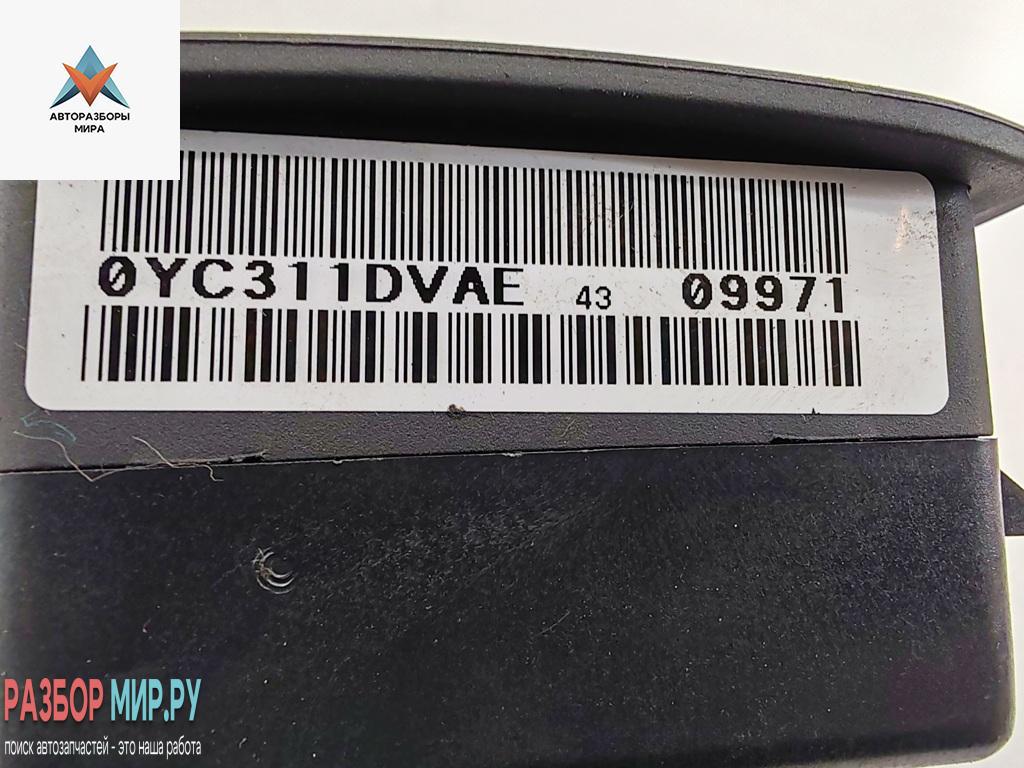 АВТОРАЗБОРЫ
МИРА
0YC311DVAE 43 09971
РАЗБОР МИР.РУ
поиск автозапчастей - это наша работа